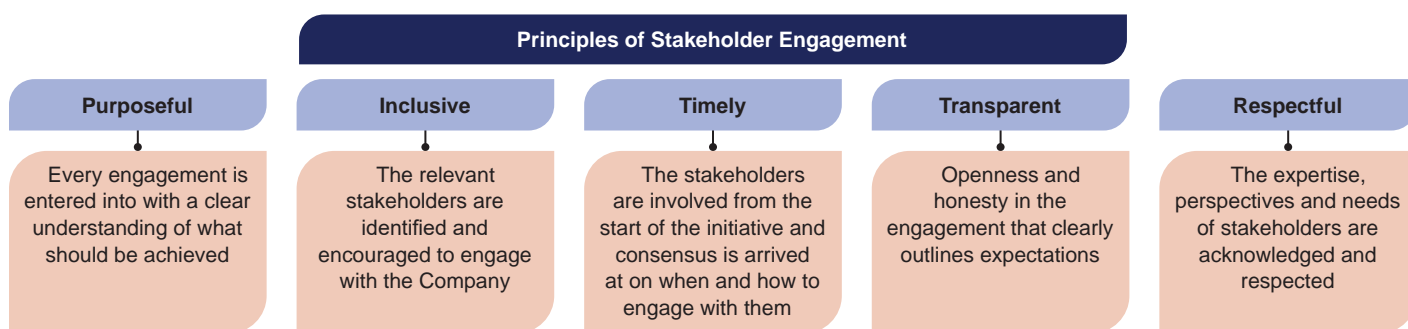 Principles of Stakeholder Engagement
Purposeful
Every engagement is
entered into with a clear
understanding of what
should be achieved
Inclusive
The relevant
stakeholders are
identified and
encouraged to engage
with the Company
Timely
The stakeholders
are involved from the
start of the initiative and
consensus is arrived
at on when and how to
engage with them
Transparent
Openness and
honesty in the
engagement that clearly
outlines expectations
Respectful
The expertise,
perspectives and needs
of stakeholders are
acknowledged and
respected